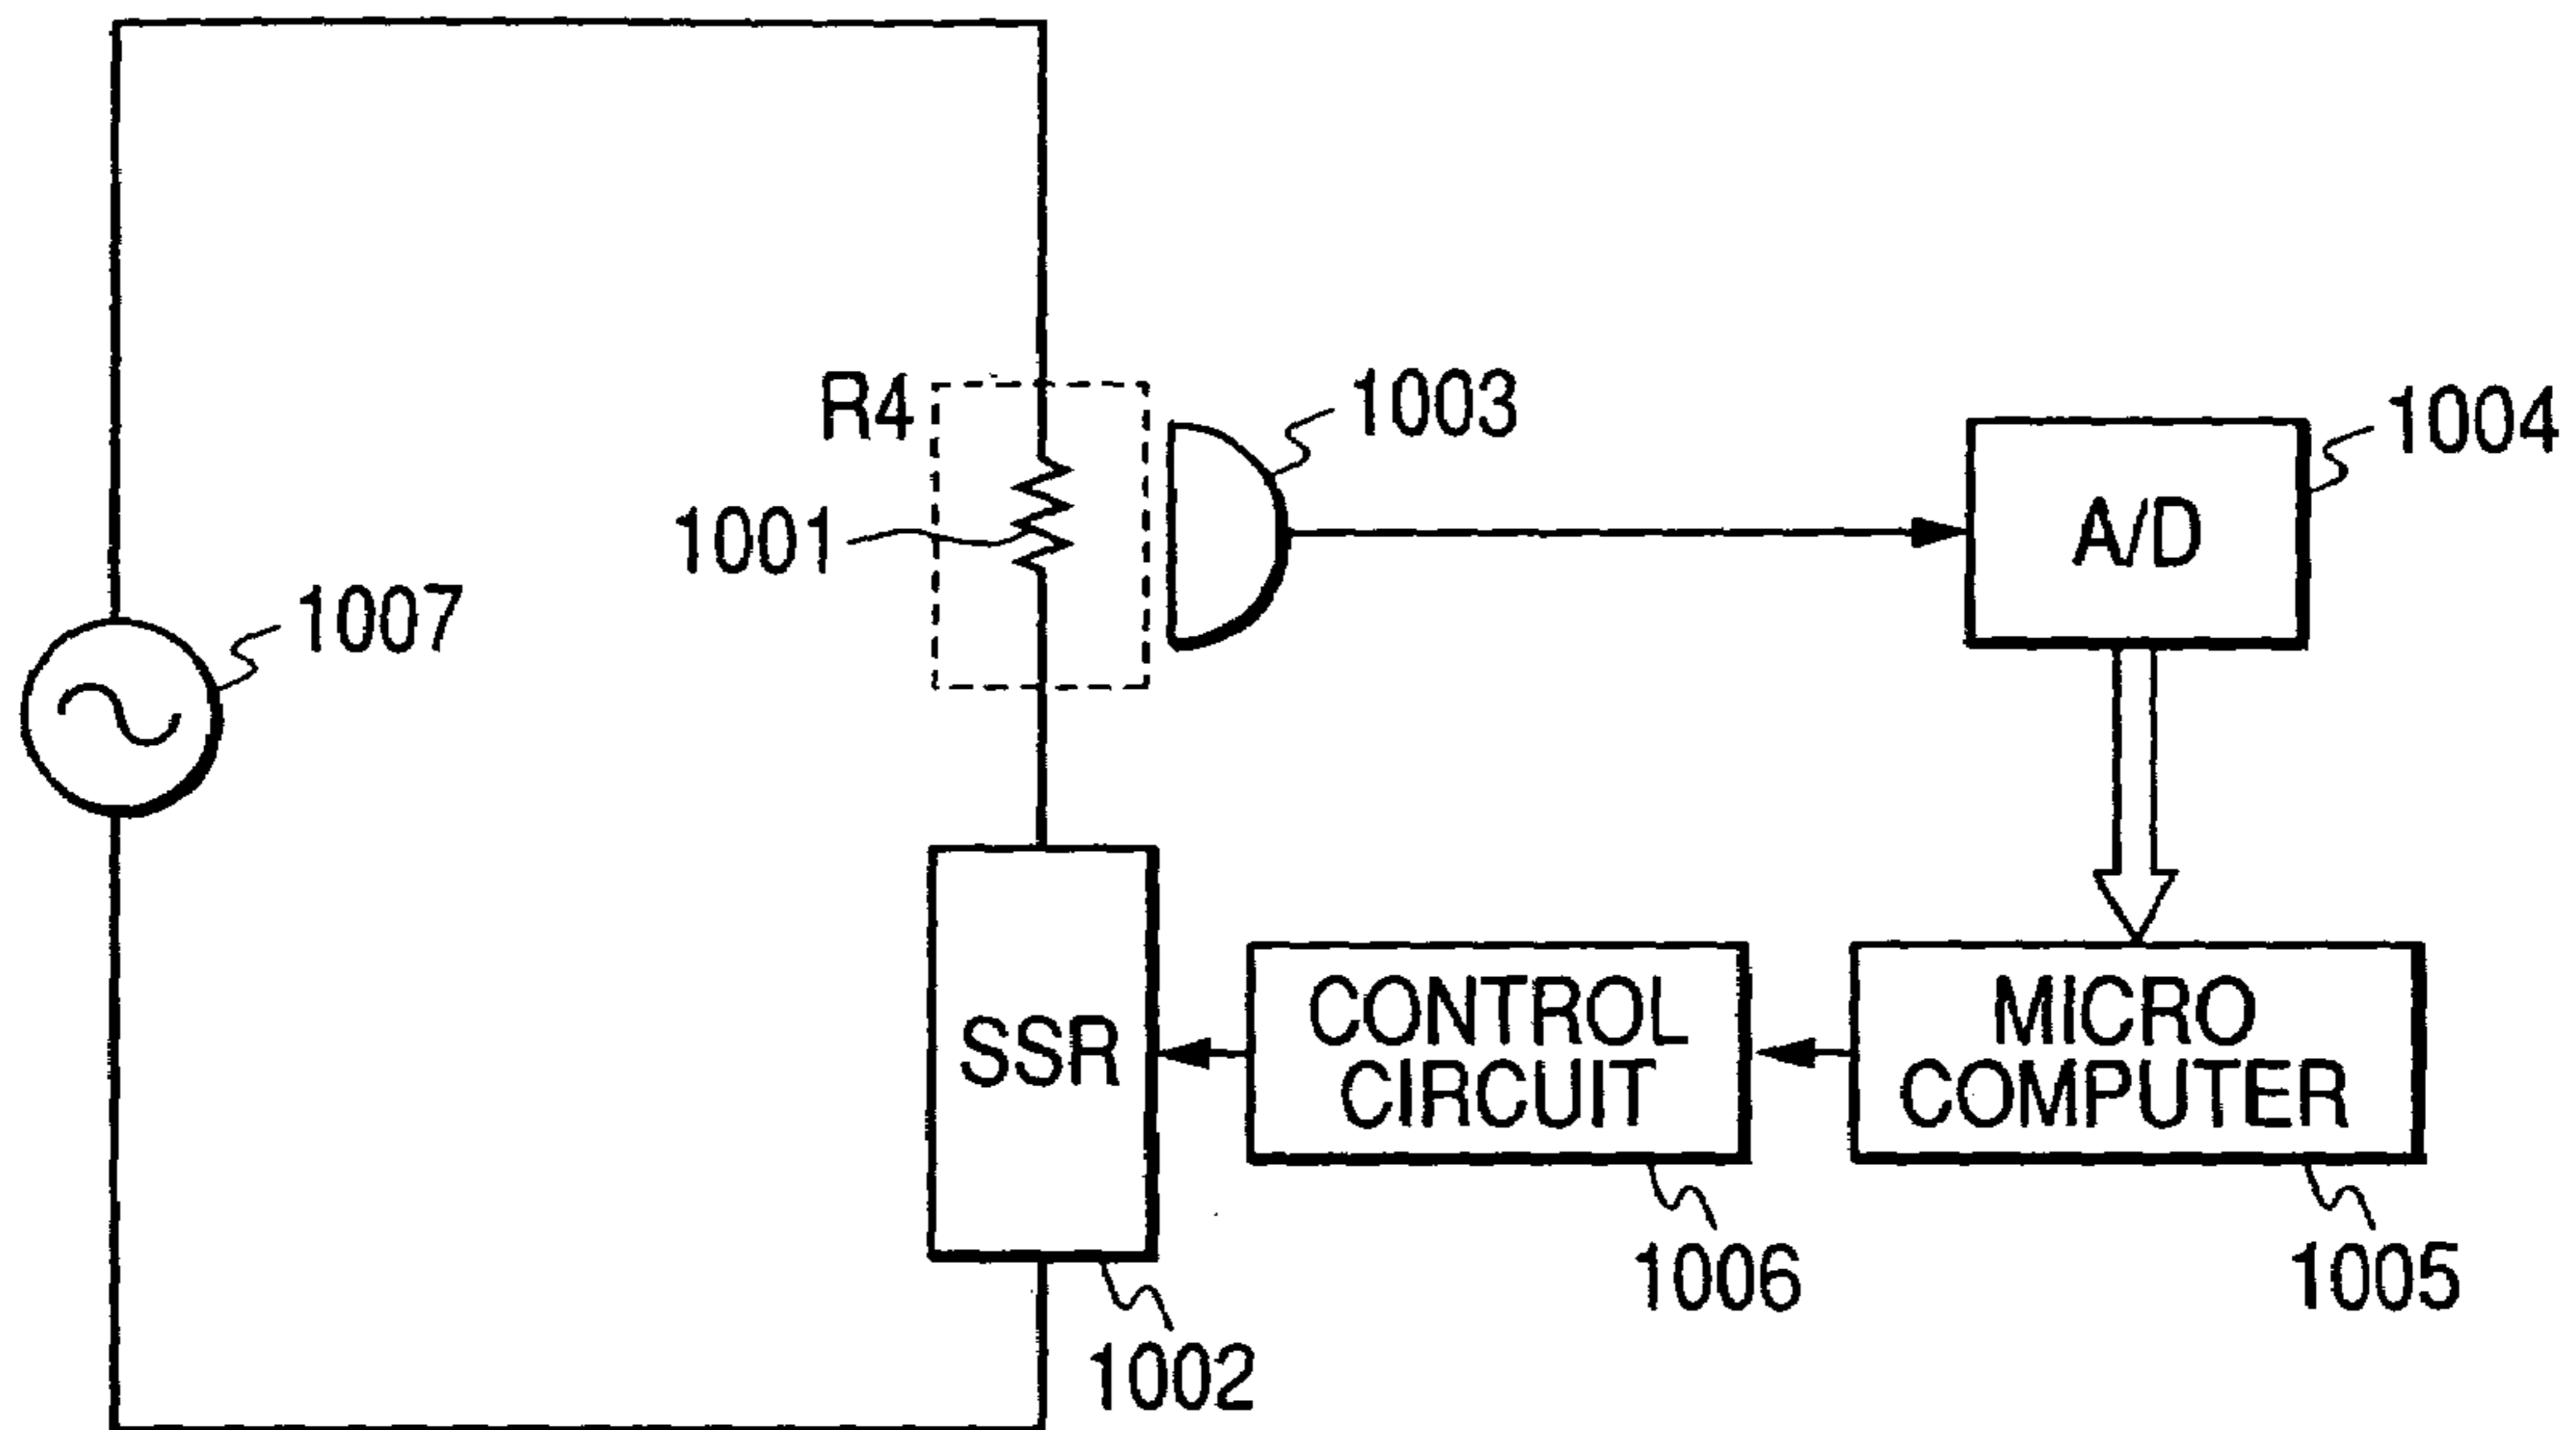 R4
1003
1004
A/D
1001
1007
SSR
CONTROL
CIRCUIT
MICRO
COMPUTER
1006
1005
1002